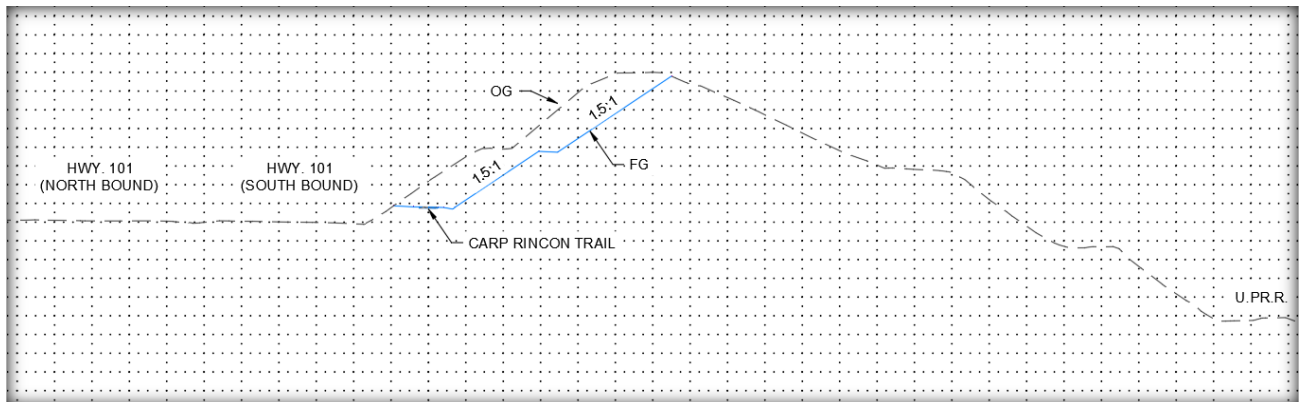 OG
1.5:1
1.5:1
FG
HWY. 101
(NORTH BOUND)
HWY. 101
(SOUTH BOUND)
CARP RINCON TRAIL
U.PR.R.